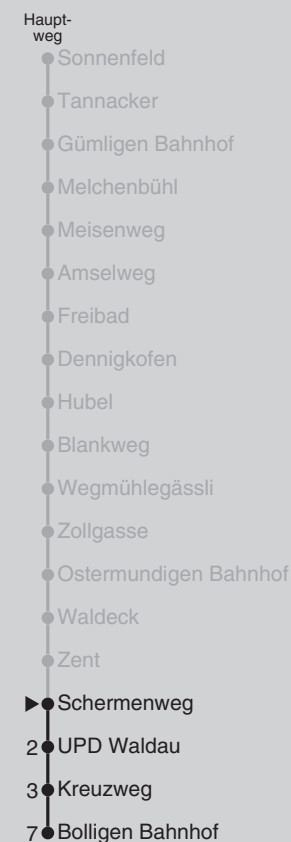 Haupt-
weg
Sonnenfeld
Tannacker
Gümligen Bahnhof
Melchenbühl
Meisenweg
Amselweg
Freibad
Dennigkofen
Hubel
Blankweg
Wegmühlegässli
Zollgasse
Ostermundigen Bahnhof
Waldeck
Zent
Schermenweg
2 UPD Waldau
3 Kreuzweg
7 Bolligen Bahnhof